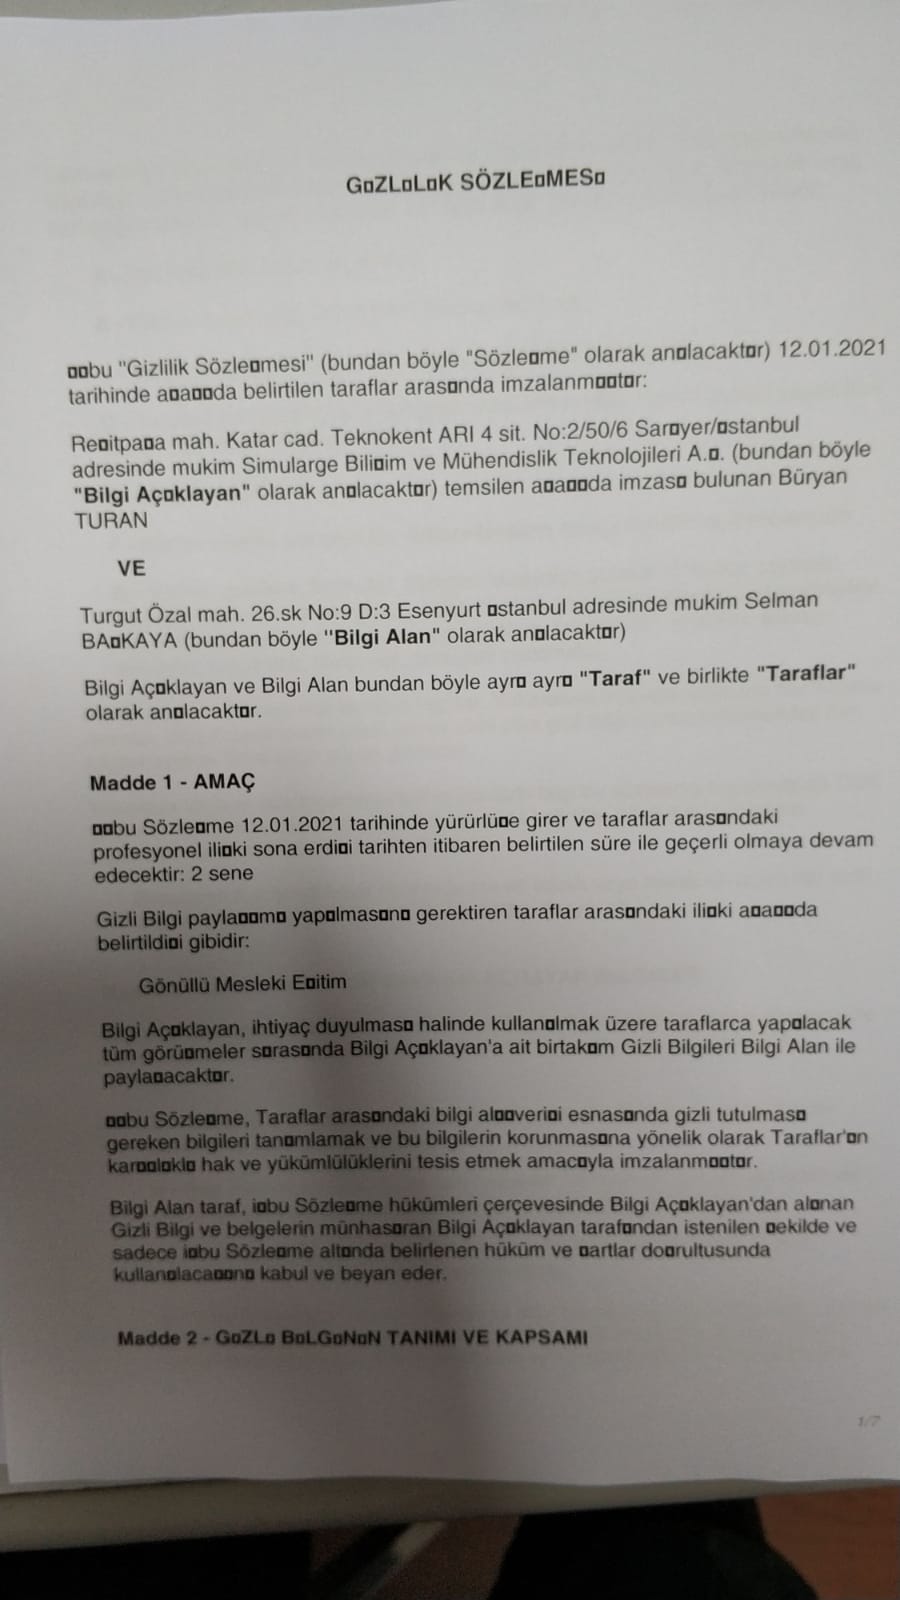 G▯ZL▯L▯K SÖZLE▯MES▯
▯▯bu "Gizlilik Sözle▯mesi" (bundan böyle "Sözle▯me" olarak an▯lacakt▯r) 12.01.2021
tarihinde a▯a▯▯da belirtilen taraflar aras▯nda imzalanm▯▯t▯r:
Re▯itpa▯a mah. Katar cad. Teknokent ARI 4 sit. No:2/50/6 Sar▯yer/▯stanbul
adresinde mukim Simularge Bili▯im ve Mühendislik Teknolojileri A.▯. (bundan böyle
"Bilgi Aç▯klayan" olarak an▯lacakt▯r) temsilen a▯a▯▯da imzas▯ bulunan Büryan
TURAN
VE
Turgut Özal mah. 26.sk No:9 D:3 Esenyurt ▯stanbul adresinde mukim Selman
BA▯KAYA (bundan böyle "Bilgi Alan" olarak an▯lacakt▯r)
Bilgi Aç▯klayan ve Bilgi Alan bundan böyle ayr▯ ayr▯ "Taraf" ve birlikte "Taraflar"
olarak an▯lacakt▯r.
Madde 1 - AMAÇ
▯▯bu Sözle▯me 12.01.2021 tarihinde yürürlü▯e girer ve taraflar aras▯ndaki
profesyonel ili▯ki sona erdi▯i tarihten itibaren belirtilen süre ile geçerli olmaya devam
edecektir: 2 sene
Gizli Bilgi payla▯▯m▯ yap▯lmas▯n▯ gerektiren taraflar aras▯ndaki ili▯ki a▯a▯▯da
belirtildi▯i gibidir:
Gönüllü Mesleki E▯itim
Bilgi Aç▯klayan, ihtiyaç duyulmas▯ halinde kullan▯lmak üzere taraflarca yap▯lacak
tüm görü▯meler s▯ras▯nda Bilgi Aç▯klayan'a ait birtak▯m Gizli Bilgileri Bilgi Alan ile
payla▯acakt▯r.
▯▯bu Sözle▯me, Taraflar aras▯ndaki bilgi al▯▯veri▯i esnas▯nda gizli tutulmas▯
gereken bilgileri tan▯mlamak ve bu bilgilerin korunmas▯na yönelik olarak Taraflar'▯n
kar▯▯l▯kl▯ hak ve yükümlülüklerini tesis etmek amac▯yla imzalanm▯▯t▯r.
Bilgi Alan taraf, i▯bu Sözle▯me hükümleri çerçevesinde Bilgi Aç▯klayan'dan al▯nan
Gizli Bilgi ve belgelerin münhas▯ran Bilgi Aç▯klayan taraf▯ndan istenilen ▯ekilde ve
sadece i▯bu Sözle▯me alt▯nda belirlenen hüküm ve ▯artlar do▯rultusunda
kullan▯laca▯▯n▯ kabul ve beyan eder.
Madde 2 - G▯ZL▯ B▯LG▯N▯N TANIMI VE KAPSAMI
1/7